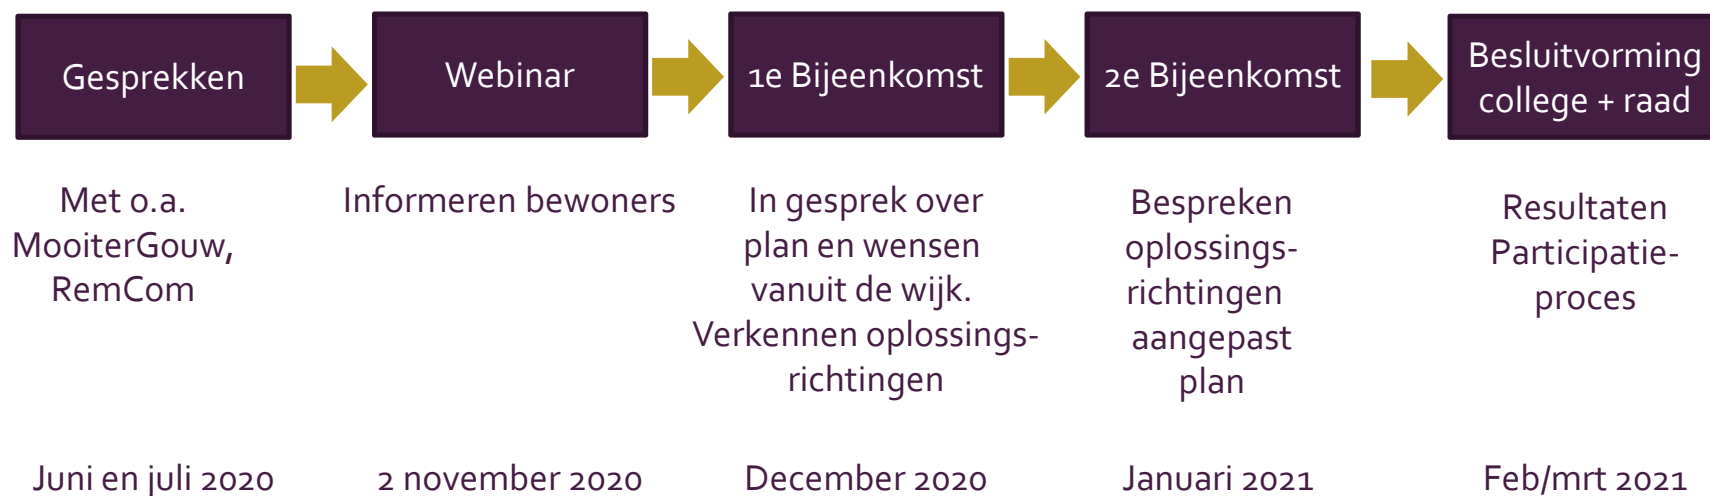 Gesprekken
Webinar
1e Bijeenkomst
2e Bijeenkomst
Besluitvorming
college + raad
Met o.a.
MooiterGouw,
RemCom
Informeren bewoners
In gesprek over
plan en wensen
vanuit de wijk.
Verkennen oplossings-
richtingen
Bespreken
oplossings-
richtingen
aangepast
plan
Resultaten
Participatie-
proces
Juni en juli 2020
2 november 2020
December 2020
Januari 2021
Feb/mrt 2021